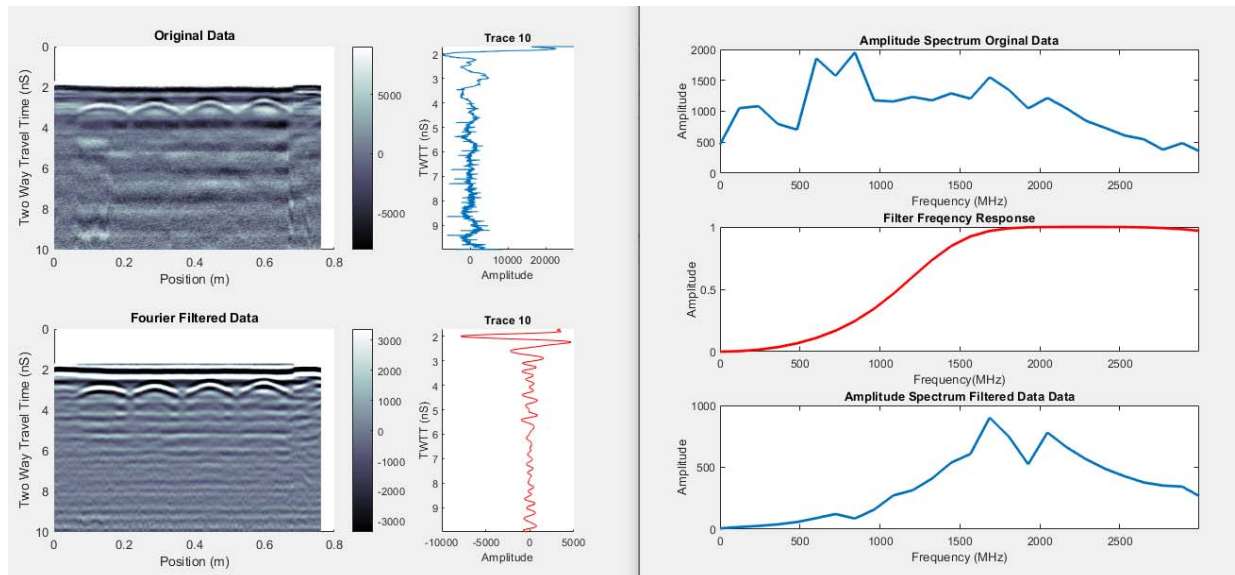 Original Data
Two Way Travel Time (nS)
0
2
4
6
8
10
0 0.2 0.4 0.6 0.8
Position (m)
5000
0
-5000
Trace 10
TWTT (nS)
2
3
4
5
6
7
8
9
0 10000 20000
Amplitude
Fourier Filtered Data
Two Way Travel Time (nS)
0
2
4
6
8
10
0 0.2 0.4 0.6 0.8
Position (m)
3000
2000
1000
0
-1000
-2000
-3000
Trace 10
TWTT (nS)
2
3
4
5
6
7
8
9
-10000 -5000 0 5000
Amplitude
Amplitude Spectrum Orginal Data
Amplitude
2000
1500
1000
500
0
0 500 1000 1500 2000 2500
Frequency (MHz)
Filter Freqency Response
Amplitude
1
0.5
0
0 500 1000 1500 2000 2500
Frequency(MHz)
Amplitude Spectrum Filtered Data Data
Amplitude
1000
500
0
0 500 1000 1500 2000 2500
Frequency (MHz)